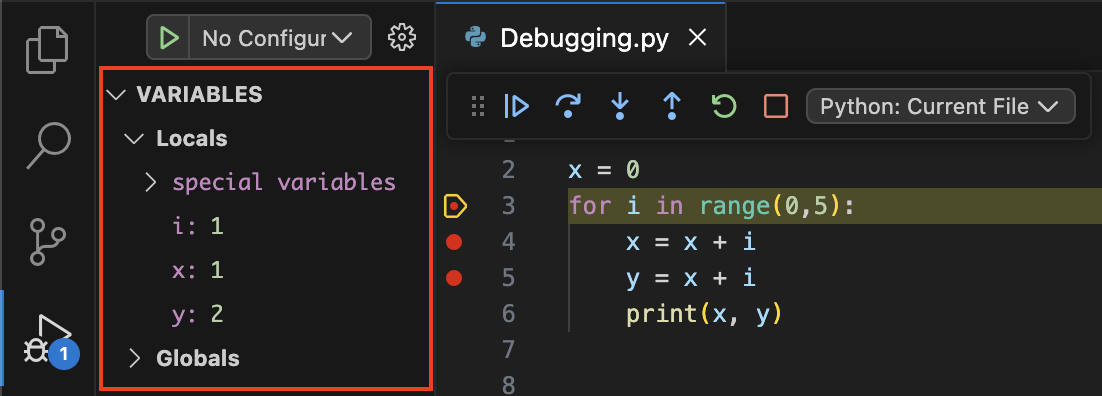 No Configur
Debugging.py
VARIABLES
Python: Current File
Locals
special variables
i: 1
x: 1
y: 2
Globals
1
2 x = 0
3 for i in range(0,5):
4 x = x + i
5 y = x + i
6 print(x, y)
7
8